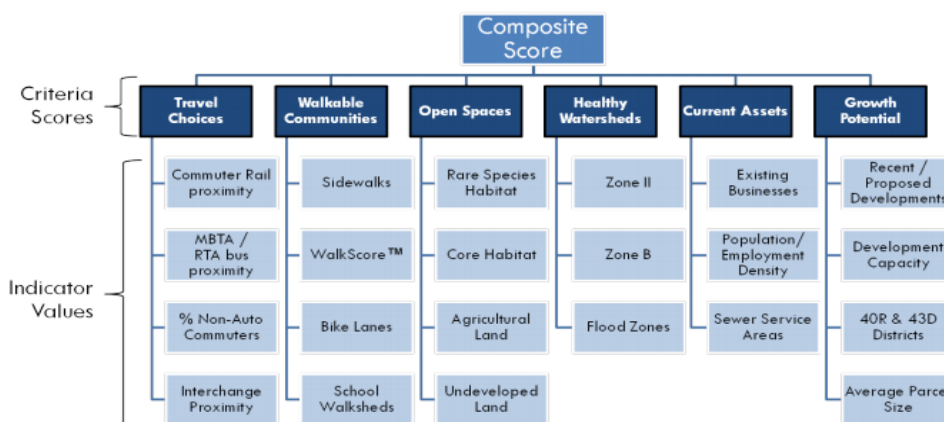 Composite
Score
Criteria
Scores
Travel
Choices
Walkable
Communities
Open Spaces
Healthy
Watersheds
Current Assets
Growth
Potential
Indicator
Values
Commuter Rail
proximity
MBTA /
RTA bus
proximity
% Non-Auto
Commuters
Interchange
Proximity
Sidewalks
WalkScore™
Bike Lanes
School
Walksheds
Rare Species
Habitat
Core Habitat
Agricultural
Land
Undeveloped
Land
Zone II
Zone B
Flood Zones
Existing
Businesses
Population/
Employment
Density
Sewer Service
Areas
Recent /
Proposed
Developments
Development
Capacity
40R & 43D
Districts
Average Parcel
Size